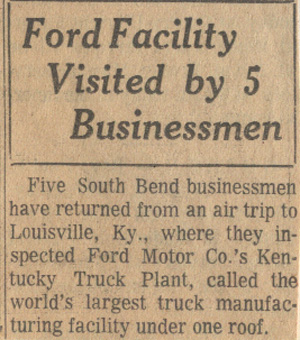 Ford Facility
Visited by 5
Businessmen
Five South Bend businessmen
have returned from an air trip to
Louisville, Ky., where they in-
spected Ford Motor Co.'s Ken-
tucky Truck Plant, called the
world's largest truck manufac-
turing facility under one roof.